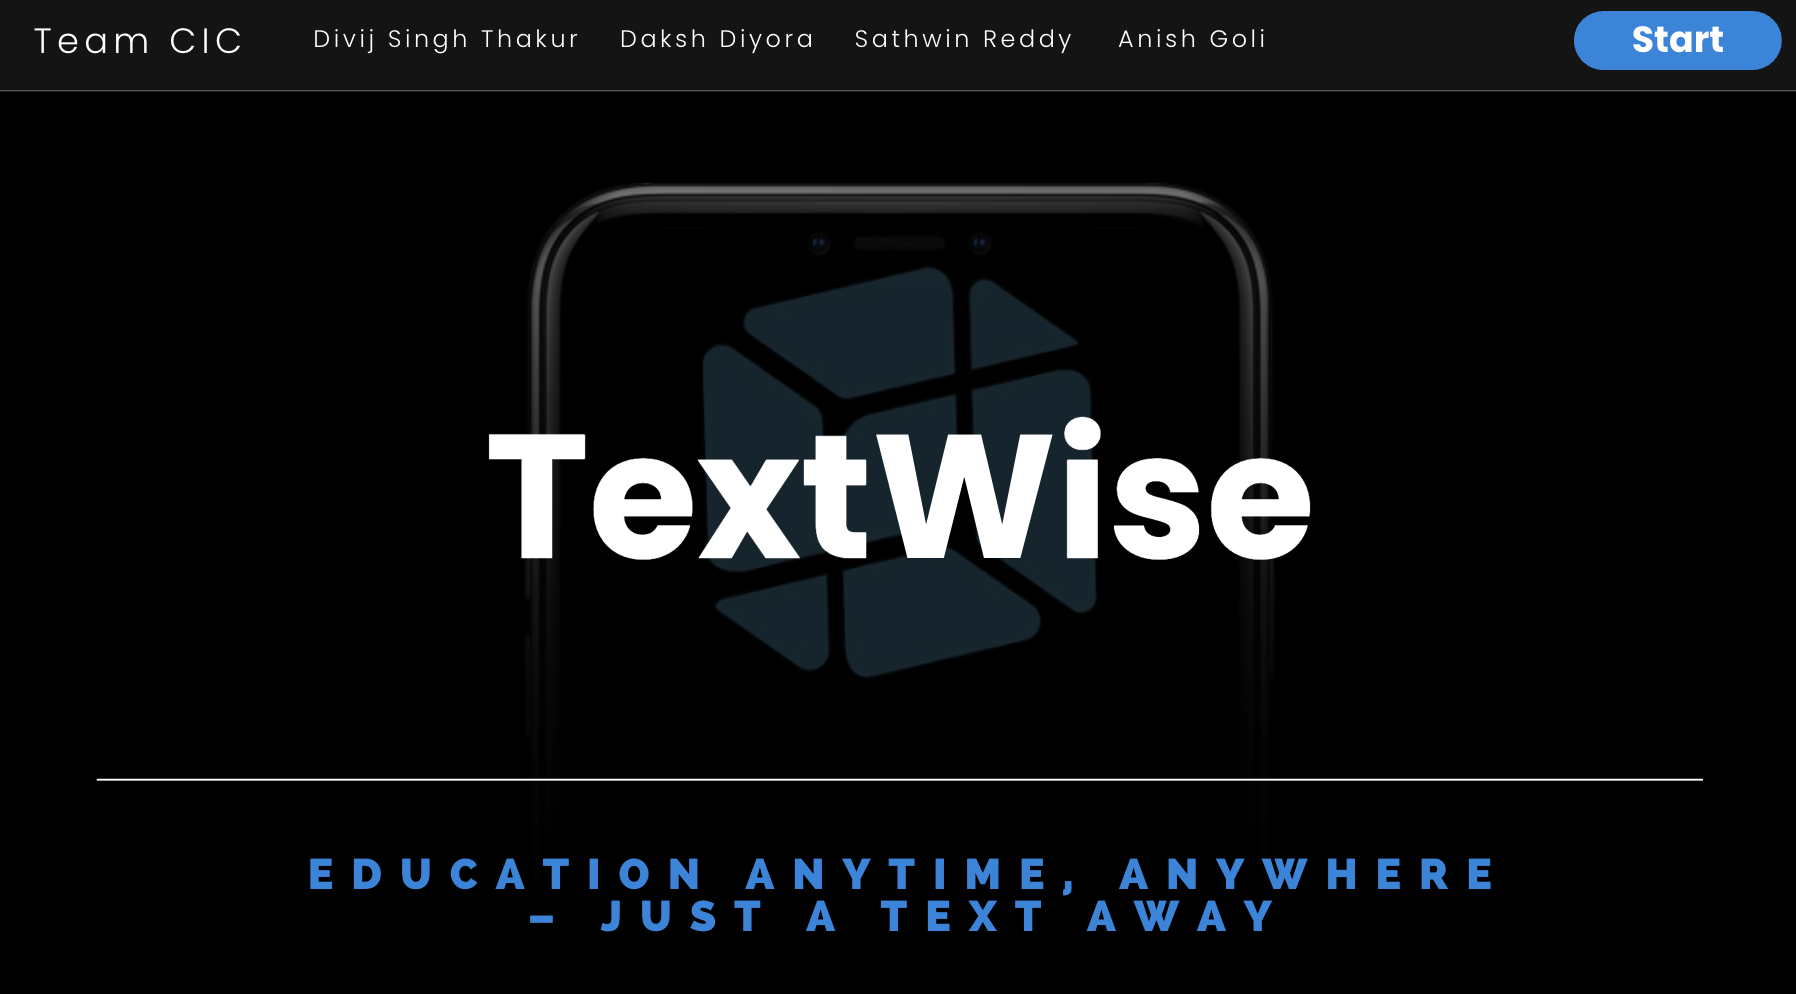 Team CIC Divij Singh Thakur Daksh Diyora Sathwin Reddy Anish Goli Start
TextWise
EDUCATION ANYTIME, ANYWHERE
– JUST A TEXT AWAY